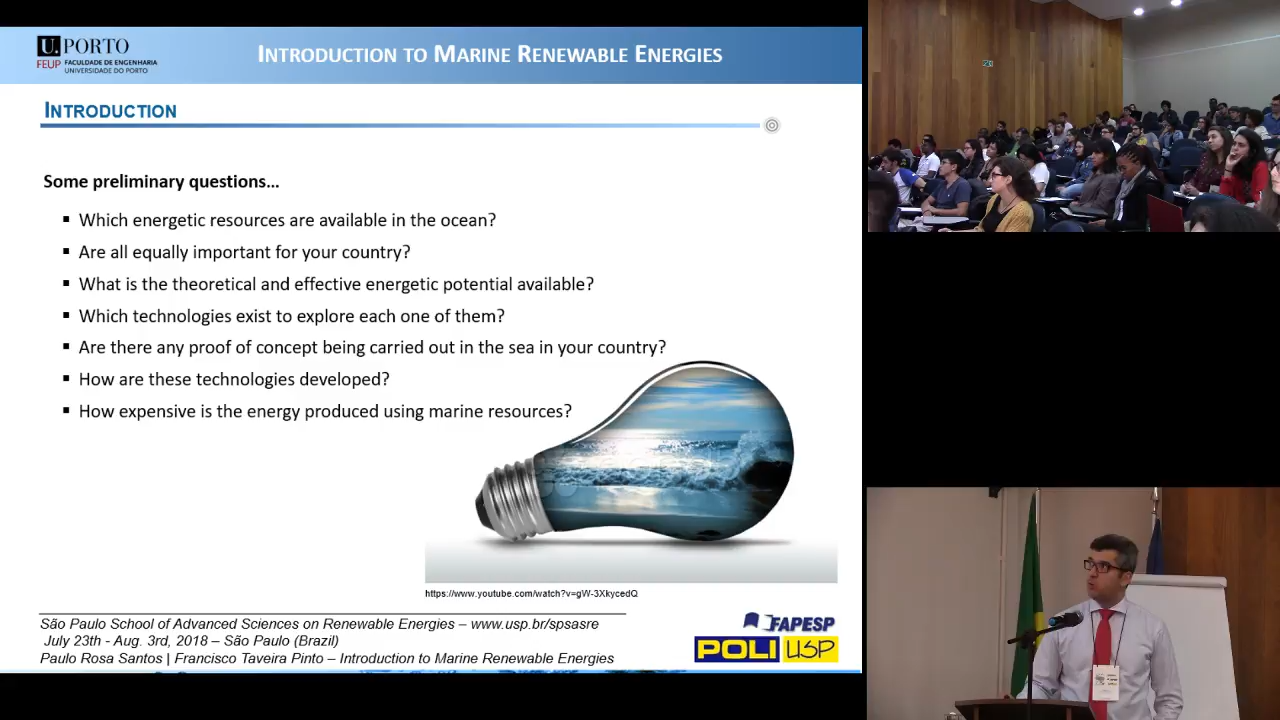 U.PORTO
FEUP FACULDADE DE ENGENHARIA
UNIVERSIDADE DO PORTO
INTRODUCTION TO MARINE RENEWABLE ENERGIES
INTRODUCTION
Some preliminary questions...
▪ Which energetic resources are available in the ocean?
▪ Are all equally important for your country?
▪ What is the theoretical and effective energetic potential available?
▪ Which technologies exist to explore each one of them?
▪ Are there any proof of concept being carried out in the sea in your country?
▪ How are these technologies developed?
▪ How expensive is the energy produced using marine resources?
https://www.youtube.com/watch?v=gW-3XkycedQ
São Paulo School of Advanced Sciences on Renewable Energies – www.usp.br/spsasre
July 23th - Aug. 3rd, 2018 – São Paulo (Brazil)
Paulo Rosa Santos | Francisco Taveira Pinto – Introduction to Marine Renewable Energies
FAPESP
POLI USP